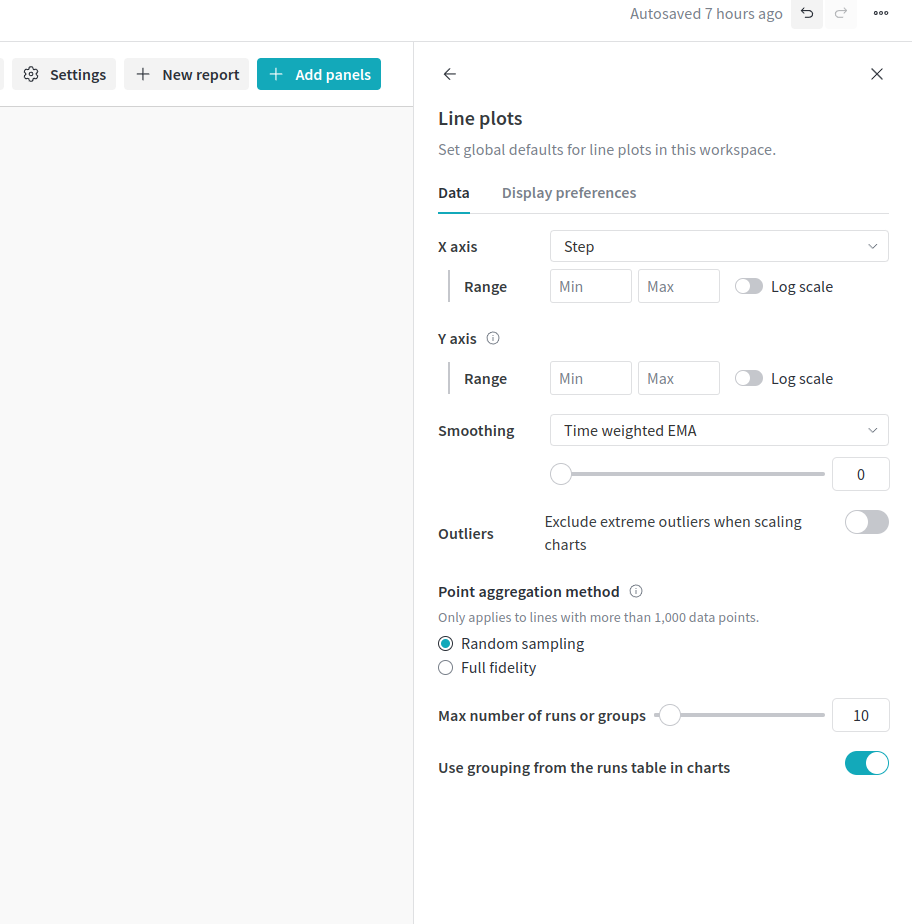 Autosaved 7 hours ago
Settings
New report
Add panels
Line plots
Set global defaults for line plots in this workspace.
Data
Display preferences
X axis
Step
Range
Min
Max
Log scale
Y axis
Range
Min
Max
Log scale
Smoothing
Time weighted EMA
0
Outliers
Exclude extreme outliers when scaling
charts
Point aggregation method
Only applies to lines with more than 1,000 data points.
Random sampling
Full fidelity
Max number of runs or groups
10
Use grouping from the runs table in charts